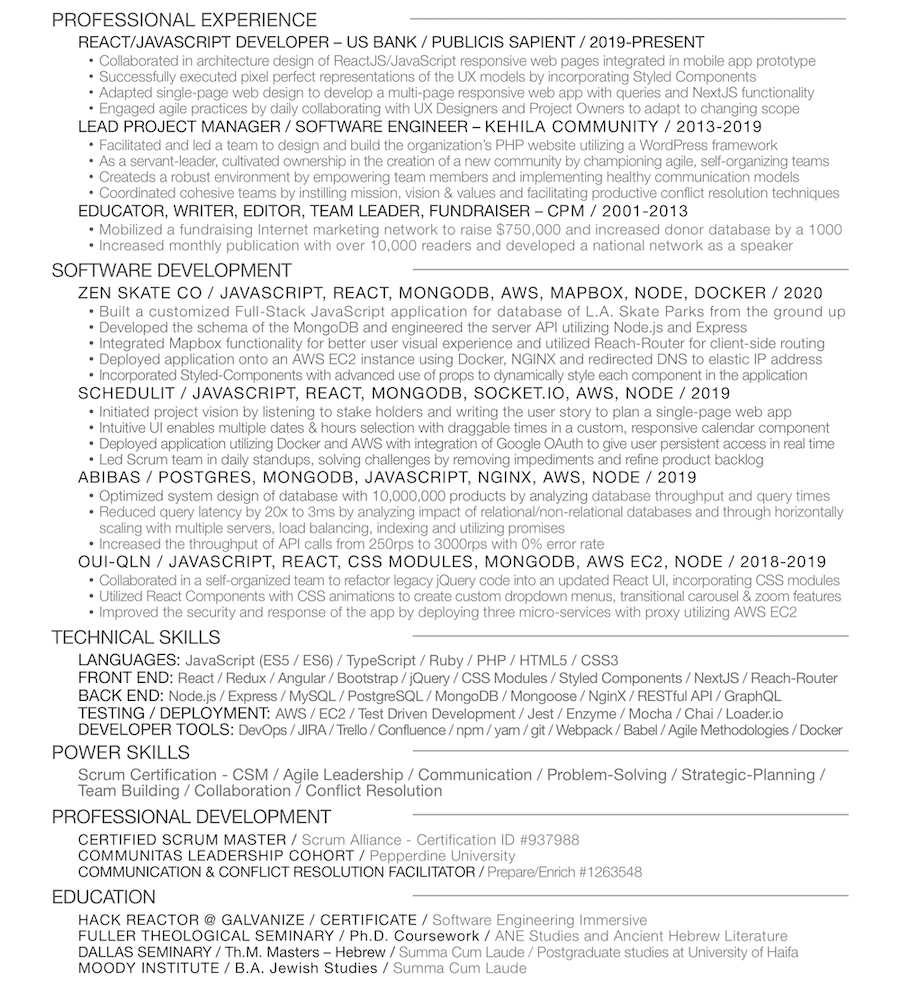 PROFESSIONAL EXPERIENCE
REACT/JAVASCRIPT DEVELOPER – US BANK / PUBLICIS SAPIENT / 2019-PRESENT
• Collaborated in architecture design of ReactJS/JavaScript responsive web pages integrated in mobile app prototype
• Successfully executed pixel perfect representations of the UX models by incorporating Styled Components
• Adapted single-page web design to develop a multi-page responsive web app with queries and NextJS functionality
• Engaged agile practices by daily collaborating with UX Designers and Project Owners to adapt to changing scope
LEAD PROJECT MANAGER / SOFTWARE ENGINEER – KEHILA COMMUNITY / 2013-2019
• Facilitated and led a team to design and build the organization's PHP website utilizing a WordPress framework
• As a servant-leader, cultivated ownership in the creation of a new community by championing agile, self-organizing teams
• Createds a robust environment by empowering team members and implementing healthy communication models
• Coordinated cohesive teams by instilling mission, vision & values and facilitating productive conflict resolution techniques
EDUCATOR, WRITER, EDITOR, TEAM LEADER, FUNDRAISER – CPM / 2001-2013
• Mobilized a fundraising Internet marketing network to raise $750,000 and increased donor database by a 1000
• Increased monthly publication with over 10,000 readers and developed a national network as a speaker
SOFTWARE DEVELOPMENT
ZEN SKATE CO / JAVASCRIPT, REACT, MONGODB, AWS, MAPBOX, NODE, DOCKER / 2020
• Built a customized Full-Stack JavaScript application for database of L.A. Skate Parks from the ground up
• Developed the schema of the MongoDB and engineered the server API utilizing Node.js and Express
• Integrated Mapbox functionality for better user visual experience and utilized Reach-Router for client-side routing
• Deployed application onto an AWS EC2 instance using Docker, NGINX and redirected DNS to elastic IP address
• Incorporated Styled-Components with advanced use of props to dynamically style each component in the application
SCHEDULIT / JAVASCRIPT, REACT, MONGODB, SOCKET.IO, AWS, NODE / 2019
• Initiated project vision by listening to stake holders and writing the user story to plan a single-page web app
• Intuitive UI enables multiple dates & hours selection with draggable times in a custom, responsive calendar component
• Deployed application utilizing Docker and AWS with integration of Google OAuth to give user persistent access in real time
• Led Scrum team in daily standups, solving challenges by removing impediments and refine product backlog
ABIBAS / POSTGRES, MONGODB, JAVASCRIPT, NGINX, AWS, NODE / 2019
• Optimized system design of database with 10,000,000 products by analyzing database throughput and query times
• Reduced query latency by 20x to 3ms by analyzing impact of relational/non-relational databases and through horizontally
scaling with multiple servers, load balancing, indexing and utilizing promises
• Increased the throughput of API calls from 250rps to 3000rps with 0% error rate
OUI-QLN / JAVASCRIPT, REACT, CSS MODULES, MONGODB, AWS EC2, NODE / 2018-2019
• Collaborated in a self-organized team to refactor legacy jQuery code into an updated React UI, incorporating CSS modules
• Utilized React Components with CSS animations to create custom dropdown menus, transitional carousel & zoom features
• Improved the security and response of the app by deploying three micro-services with proxy utilizing AWS EC2
TECHNICAL SKILLS
LANGUAGES: JavaScript (ES5 / ES6) / TypeScript / Ruby / PHP / HTML5 / CSS3
FRONT END: React / Redux / Angular / Bootstrap / jQuery / CSS Modules / Styled Components / NextJS / Reach-Router
BACK END: Node.js / Express / MySQL / PostgreSQL / MongoDB / Mongoose / NginX / RESTful API / GraphQL
TESTING / DEPLOYMENT: AWS / EC2 / Test Driven Development / Jest / Enzyme / Mocha / Chai / Loader.io
DEVELOPER TOOLS: DevOps / JIRA / Trello / Confluence / npm / yarn / git / Webpack / Babel / Agile Methodologies / Docker
POWER SKILLS
Scrum Certification - CSM / Agile Leadership / Communication / Problem-Solving / Strategic-Planning /
Team Building / Collaboration / Conflict Resolution
PROFESSIONAL DEVELOPMENT
CERTIFIED SCRUM MASTER / Scrum Alliance - Certification ID #937988
COMMUNITAS LEADERSHIP COHORT / Pepperdine University
COMMUNICATION & CONFLICT RESOLUTION FACILITATOR / Prepare/Enrich #1263548
EDUCATION
HACK REACTOR @ GALVANIZE / CERTIFICATE / Software Engineering Immersive
FULLER THEOLOGICAL SEMINARY / Ph.D. Coursework / ANE Studies and Ancient Hebrew Literature
DALLAS SEMINARY / Th.M. Masters – Hebrew / Summa Cum Laude / Postgraduate studies at University of Haifa
MOODY INSTITUTE / B.A. Jewish Studies / Summa Cum Laude